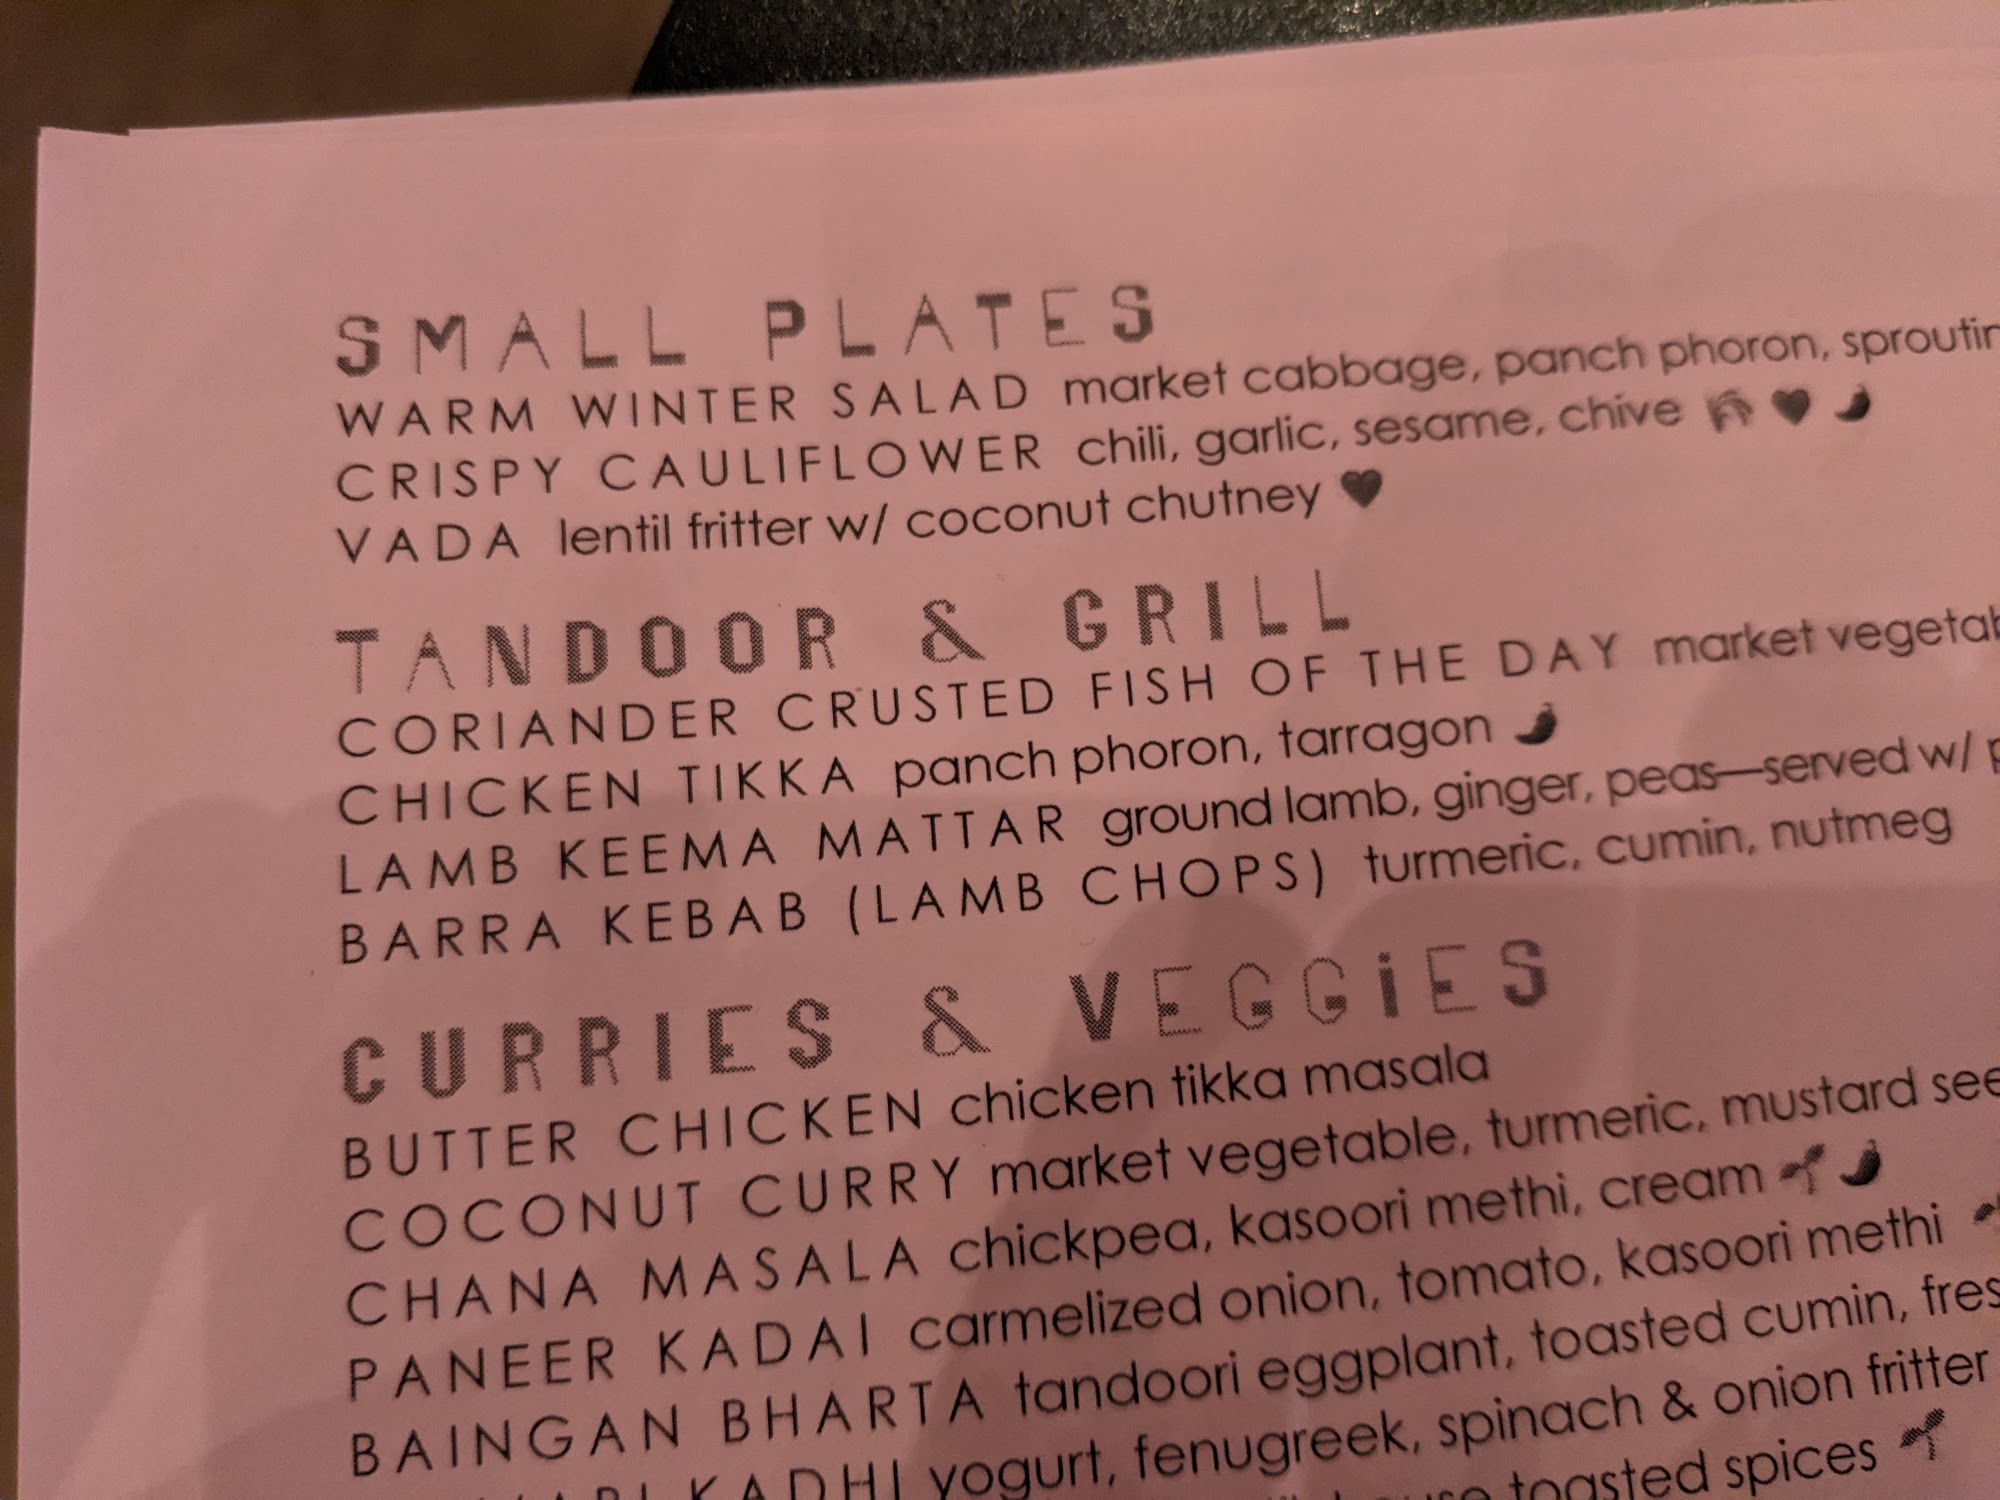 SMALL PLATES
WARM WINTER SALAD market cabbage, panch phoron,
CRISPY CAULIFLOWER chili, garlic, sesame, chive
VADA lentil fritter w/ coconut chutney
TANDOOR & GRILL
CORIANDER CRUSTED FISH OF THE DAY market
CHICKEN TIKKA panch phoron, tarragon
LAMB KEEMA MATTAR ground lamb, ginger, peas—served w/
BARRA KEBAB (LAMB CHOPS) turmeric, cumin, nutmeg
CURRIES & VEGGiES
BUTTER CHICKEN chicken tikka masala
COCONUT CURRY market vegetable, turmeric, mustard
CHANA MASALA chickpea, kasoori methi, cream
PANEER KADAI carmelized onion, tomato, kasoori methi
BAINGAN BHARTA tandoori eggplant, toasted cumin,
KADHI yogurt, fenugreek, spinach & onion fritter
toasted spices